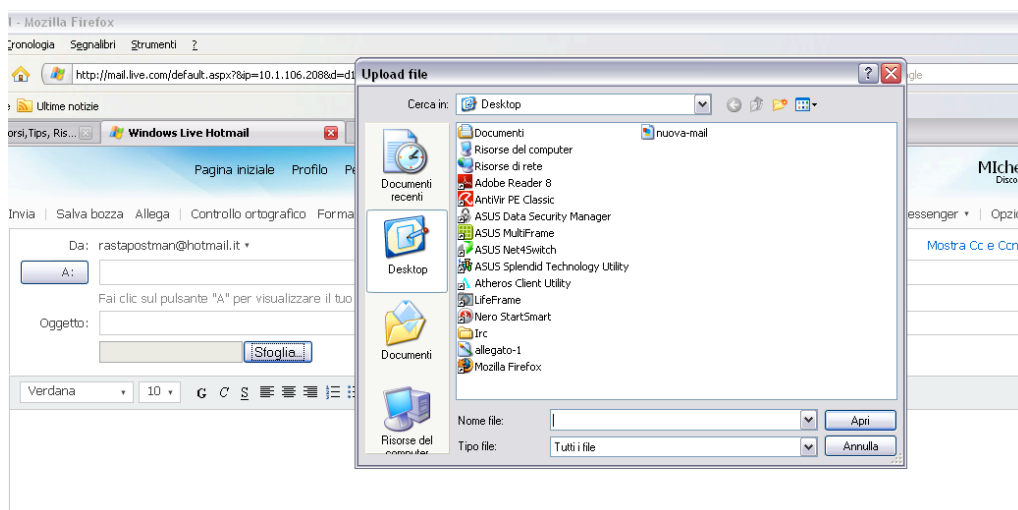 l - Mozilla Firefox
Cronologia Segnalibri Strumenti ?
http://mail.live.com/default.aspx?&ip=10.1.106.208&d=d1
gle
Ultime notizie
orsi, Tips, Ris...
Windows Live Hotmail
Pagina iniziale Profilo Pe
MIche
Disco
Invia | Salva bozza Allega | Controllo ortografico Forma
essenger | Opzio
Da: rastapostman@hotmail.it
Mostra Cc e Ccn
A:
Fai clic sul pulsante "A" per visualizzare il tuo
Oggetto:
Sfoglia...
Verdana 10 G C S
Upload file
Cerca in: Desktop
Documenti recenti
Desktop
Documenti
Risorse del computer
Documenti
Risorse del computer
Risorse di rete
Adobe Reader 8
AntiVir PE Classic
ASUS Data Security Manager
ASUS MultiFrame
ASUS Net4Switch
ASUS Splendid Technology Utility
Atheros Client Utility
LifeFrame
Nero StartSmart
Irc
allegato-1
Mozilla Firefox
nuova-mail
Nome file:
Apri
Tipo file: Tutti i file
Annulla